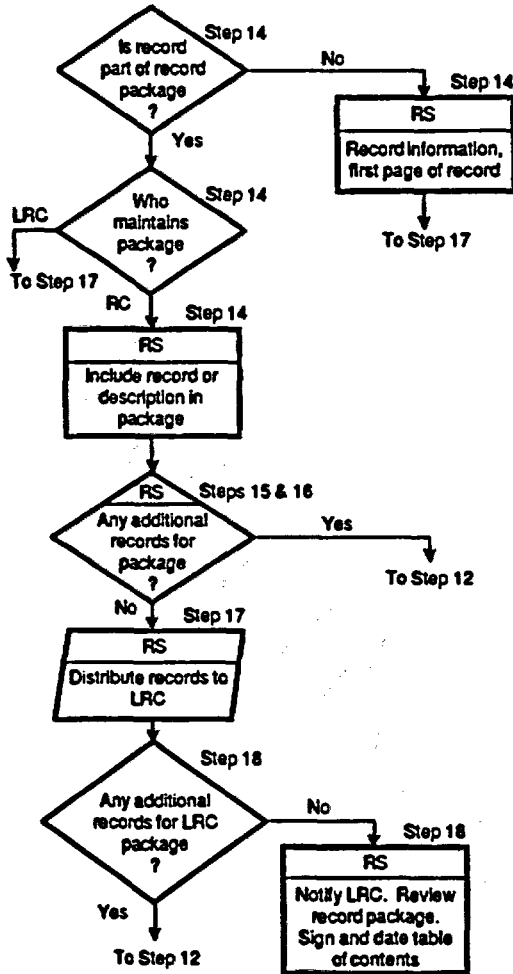 Step 14
Is record
part of record
package
?
No
Yes
Step 14
RS
Record information,
first page of record
To Step 17
Step 14
Who
maintains
package
?
LRC
To Step 17
RC
Step 14
RS
Include record or
description in
package
Steps 15 & 16
RS
Any additional
records for
package
?
Yes
To Step 12
No
Step 17
RS
Distribute records to
LRC
Step 18
Any additional
records for LRC
package
?
No
Step 18
RS
Notify LRC. Review
record package.
Sign and date table
of contents
Yes
To Step 12